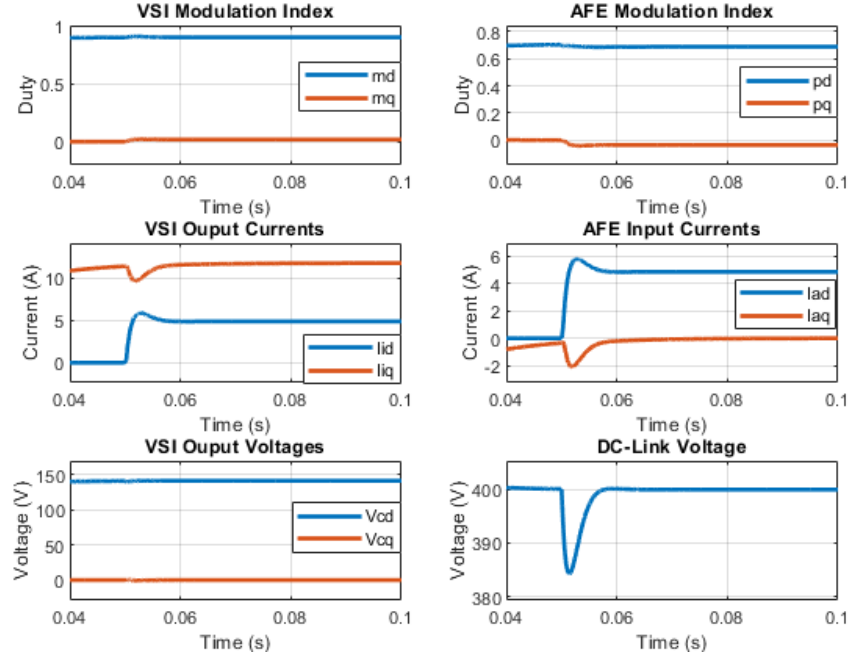 VSI Modulation Index
1
0.5
0
Duty
md
mq
0.04
0.06
0.08
0.1
Time (s)
AFE Modulation Index
0.8
0.6
0.4
0.2
0
Duty
pd
pq
0.04
0.06
0.08
0.1
Time (s)
VSI Ouput Currents
10
5
0
Current (A)
Iid
Iiq
0.04
0.06
0.08
0.1
Time (s)
AFE Input Currents
6
4
2
0
-2
Current (A)
Iad
Iaq
0.04
0.06
0.08
0.1
Time (s)
VSI Ouput Voltages
150
100
50
0
Voltage (V)
Vcd
Vcq
0.04
0.06
0.08
0.1
Time (s)
DC-Link Voltage
400
390
380
Voltage (V)
0.04
0.06
0.08
0.1
Time (s)